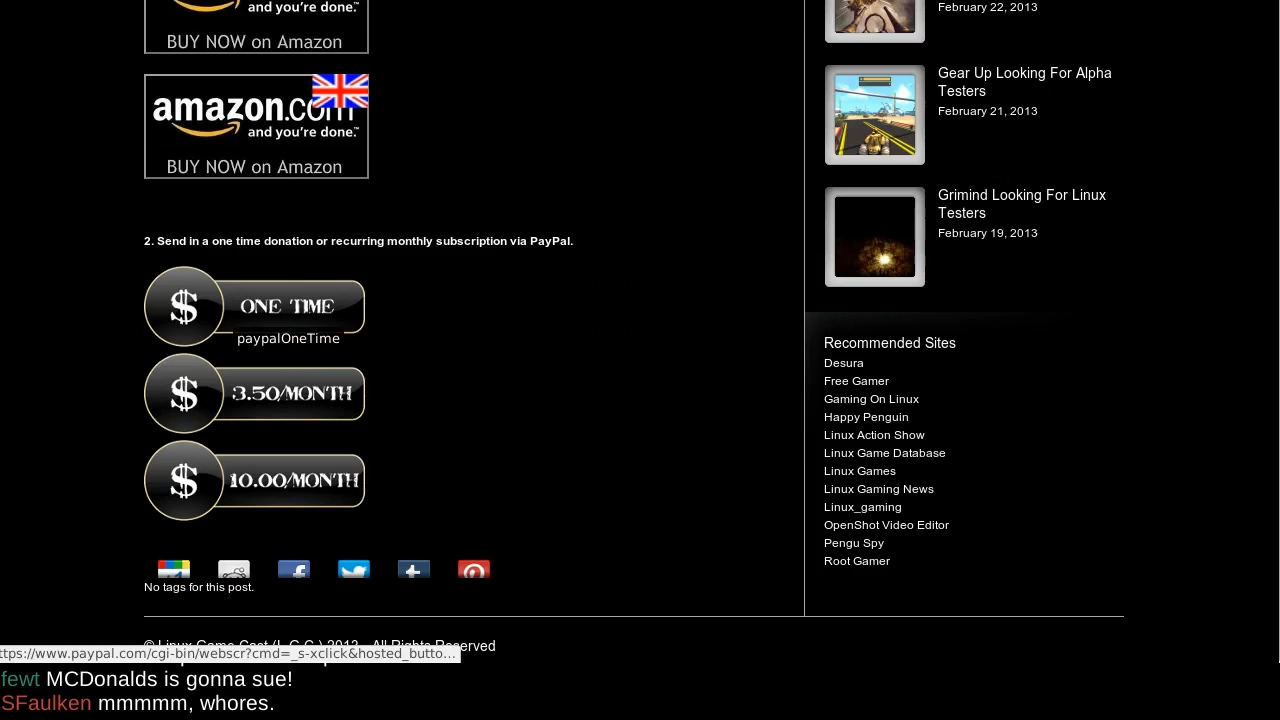 and you're done.™
BUY NOW on Amazon
amazon.com
and you're done.™
BUY NOW on Amazon
2. Send in a one time donation or recurring monthly subscription via PayPal.
$ ONE TIME
paypalOneTime
$ 3.50/MONTH
$ 10.00/MONTH
No tags for this post.
February 22, 2013
Gear Up Looking For Alpha
Testers
February 21, 2013
Grimind Looking For Linux
Testers
February 19, 2013
Recommended Sites
Desura
Free Gamer
Gaming On Linux
Happy Penguin
Linux Action Show
Linux Game Database
Linux Games
Linux Gaming News
Linux_gaming
OpenShot Video Editor
Pengu Spy
Root Gamer
© Linux Game Cast (L.G.C.) 2012 - All Rights Reserved
ttps://www.paypal.com/cgi-bin/webscr?cmd=_s-xclick&hosted_butto...
fewt MCDonalds is gonna sue!
SFaulken mmmmm, whores.